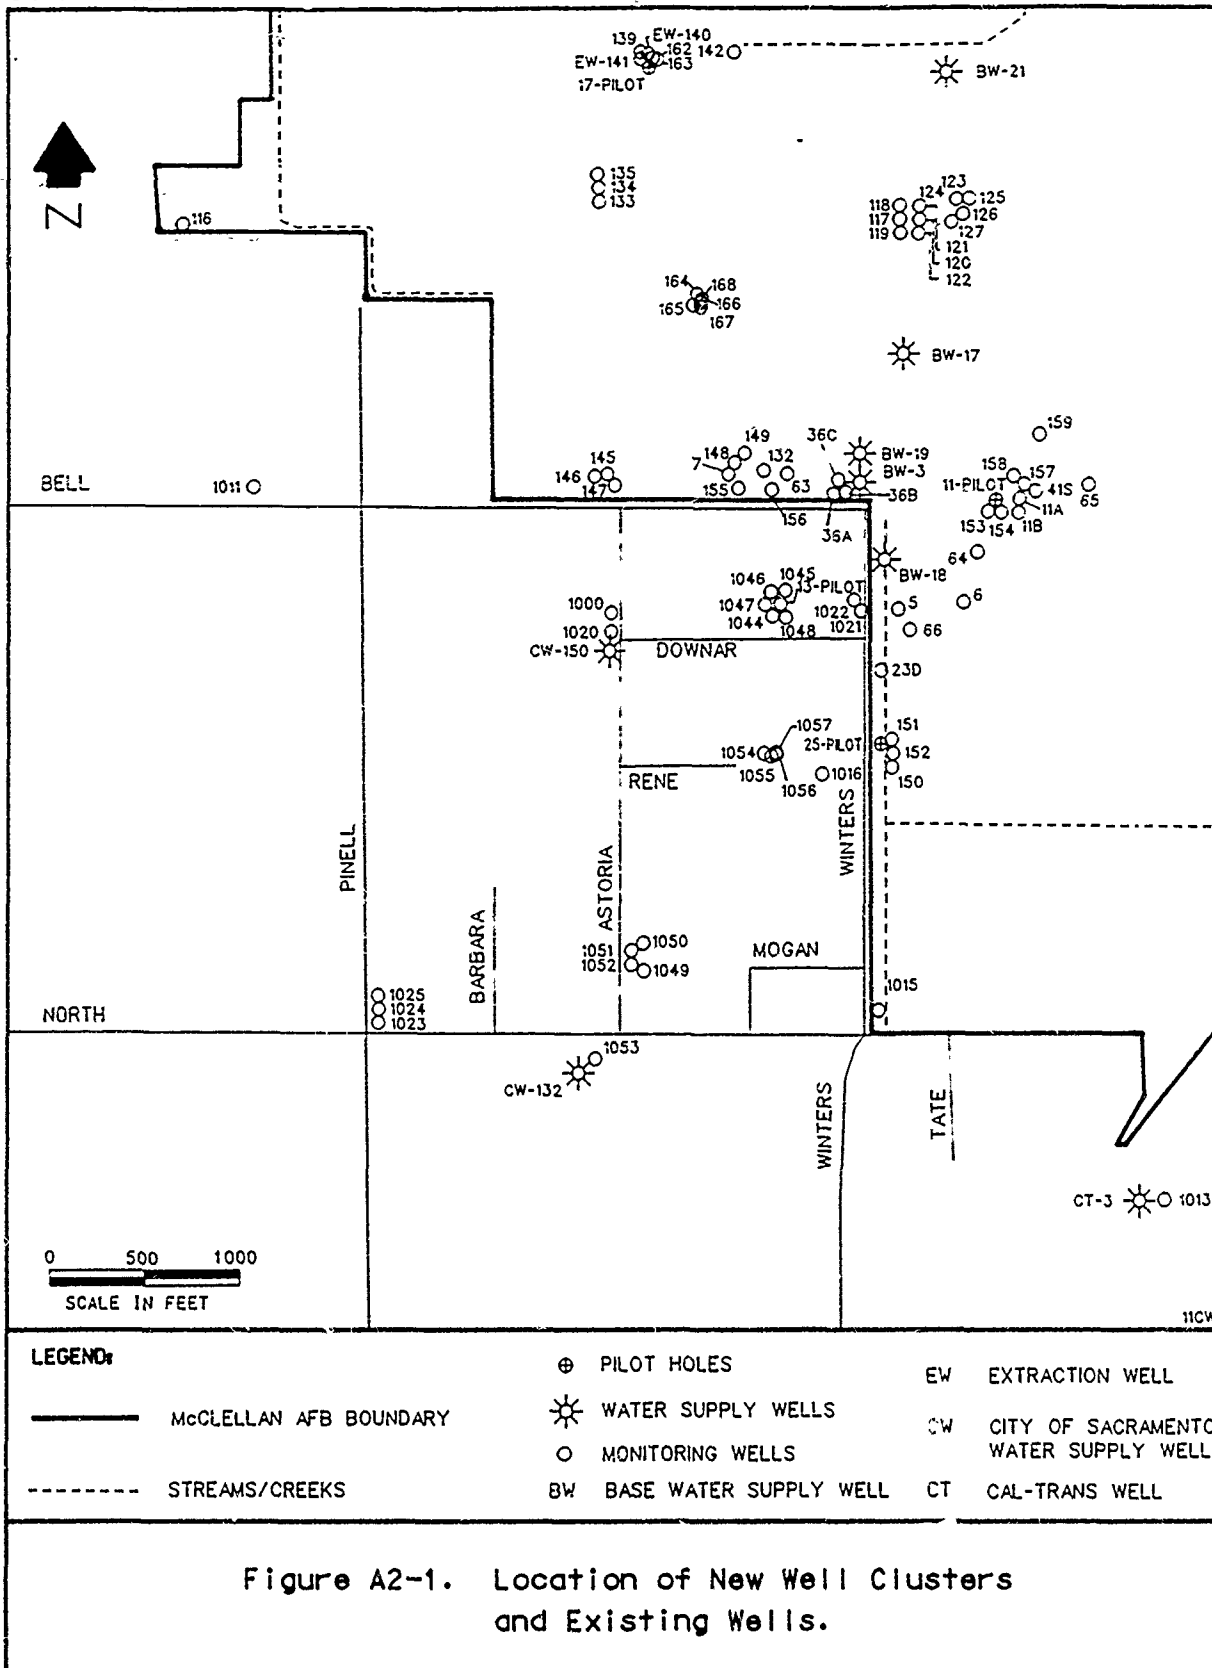 139
EW-140
162
142
EW-141
163
17-PILOT
BW-21
N
135
134
133
116
123
124
125
118
117
126
119
127
121
120
122
164
168
166
165
167
BW-17
159
36C
149
BW-19
148
132
158
157
145
7
BW-3
11-PILOT
41S
146
BELL
1011
147
155
63
36B
65
156
153
154
11B
11A
36A
64
BW-18
1046
1045
13-PILOT
1047
1022
5
6
1000
1044
1048
1021
66
1020
CW-150
DOWNAR
23D
1057
151
1054
25-PILOT
152
1055
1016
1056
150
RENE
WINTERS
PINELL
ASTORIA
BARBARA
1050
1051
MOGAN
1052
1049
1025
1015
NORTH
1024
1023
1053
CW-132
WINTERS
TATE
CT-3
1013
0 500 1000
SCALE IN FEET
11CW
LEGEND:
PILOT HOLES
EW EXTRACTION WELL
McCLELLAN AFB BOUNDARY
WATER SUPPLY WELLS
CW CITY OF SACRAMENTO
WATER SUPPLY WELL
MONITORING WELLS
STREAMS/CREEKS
BW BASE WATER SUPPLY WELL
CT CAL-TRANS WELL
Figure A2-1. Location of New Well Clusters
and Existing Wells.